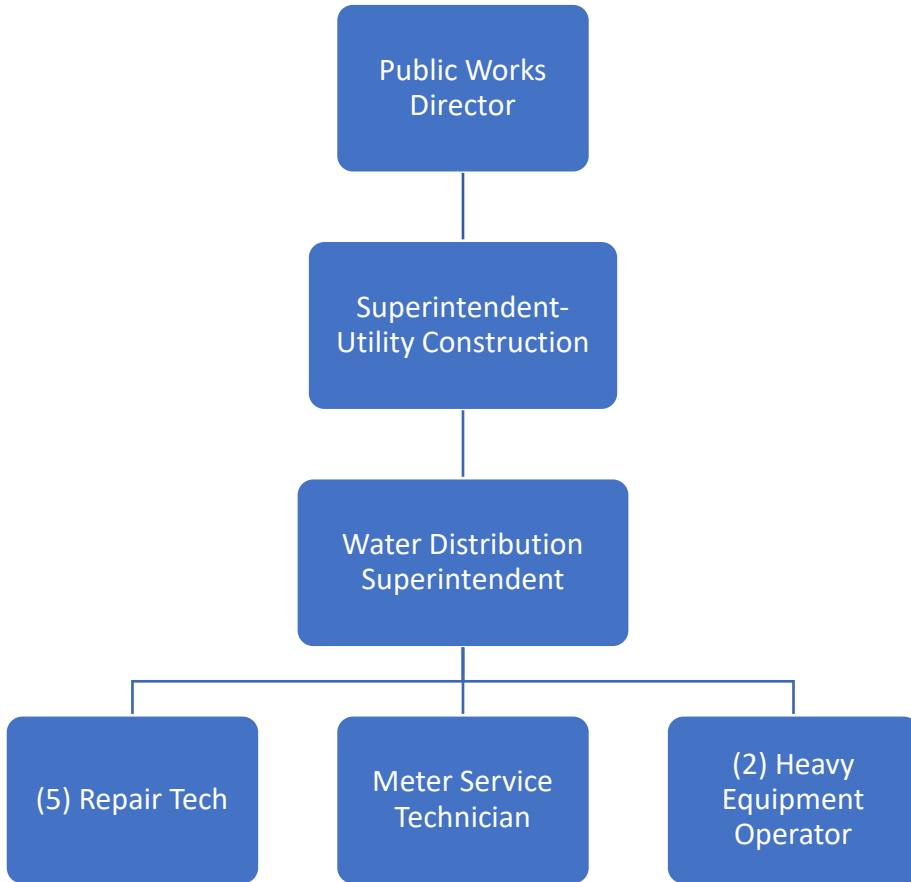 Public Works
Director
Superintendent-
Utility Construction
Water Distribution
Superintendent
(5) Repair Tech
Meter Service
Technician
(2) Heavy
Equipment
Operator